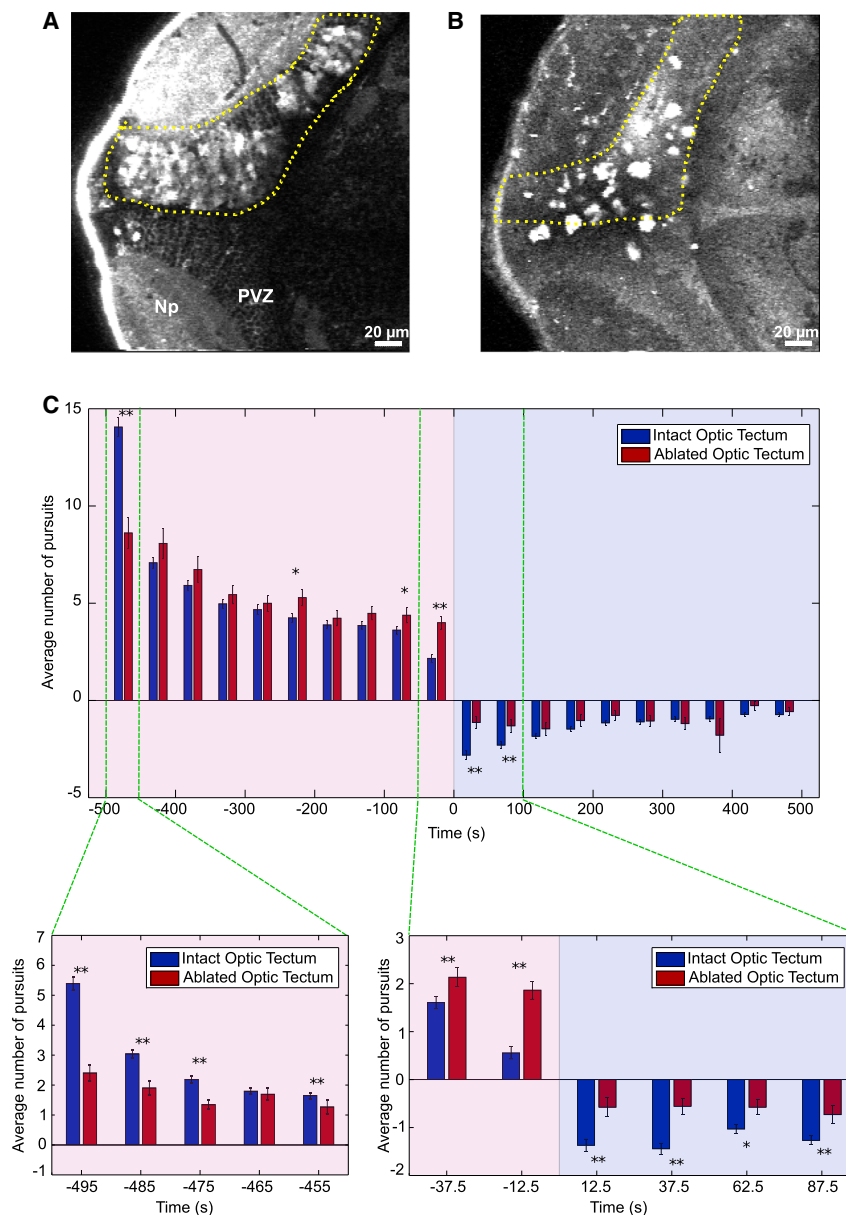 A
Np
PVZ
20 µm
B
20 µm
C
Average number of pursuits
15
10
5
0
-5
**
*
*
**
**
**
Intact Optic Tectum
Ablated Optic Tectum
-500 -400 -300 -200 -100 0 100 200 300 400 500
Time (s)
Average number of pursuits
7
6
5
4
3
2
1
0
-1
**
**
**
**
Intact Optic Tectum
Ablated Optic Tectum
-495 -485 -475 -465 -455
Time (s)
Average number of pursuits
3
2
1
0
-1
-2
**
**
**
**
*
**
Intact Optic Tectum
Ablated Optic Tectum
-37.5 -12.5 12.5 37.5 62.5 87.5
Time (s)